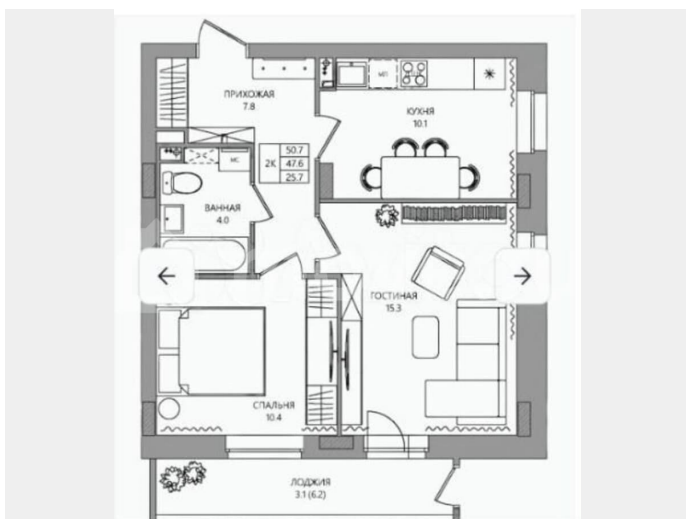 ПРИХОЖАЯ
7.8
КУХНЯ
10.1
2К
50.7
47.6
25.7
МС
ВАННАЯ
4.0
ГОСТИНАЯ
15.3
СПАЛЬНЯ
10.4
ЛОДЖИЯ
3.1 (6.2)